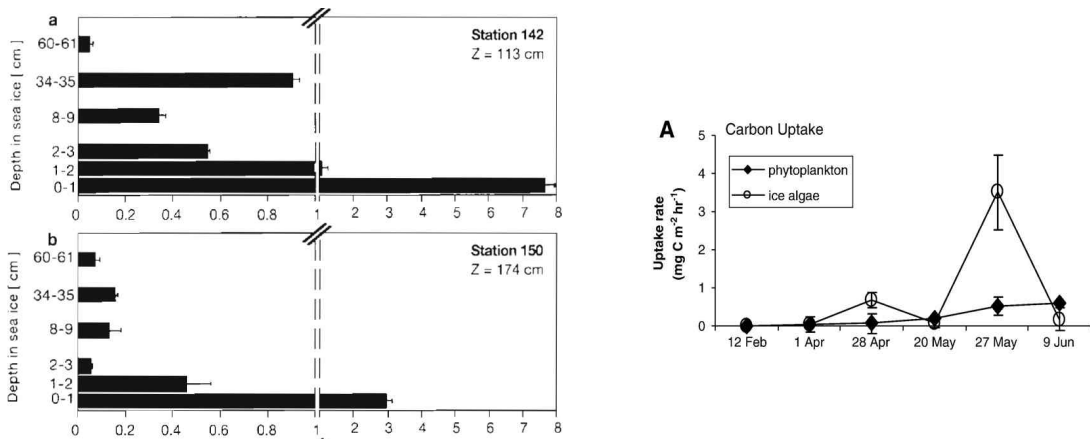 a
Station 142
Z = 113 cm
Depth in sea ice [ cm ]
60-61
34-35
8-9
2-3
1-2
0-1
0 0.2 0.4 0.6 0.8 1 2 3 4 5 6 7 8
b
Station 150
Z = 174 cm
Depth in sea ice [ cm ]
60-61
34-35
8-9
2-3
1-2
0-1
0 0.2 0.4 0.6 0.8 1 2 3 4 5 6 7 8
A Carbon Uptake
phytoplankton
ice algae
Uptake rate
(mg C m⁻² hr⁻¹)
5
4
3
2
1
0
12 Feb 1 Apr 28 Apr 20 May 27 May 9 Jun